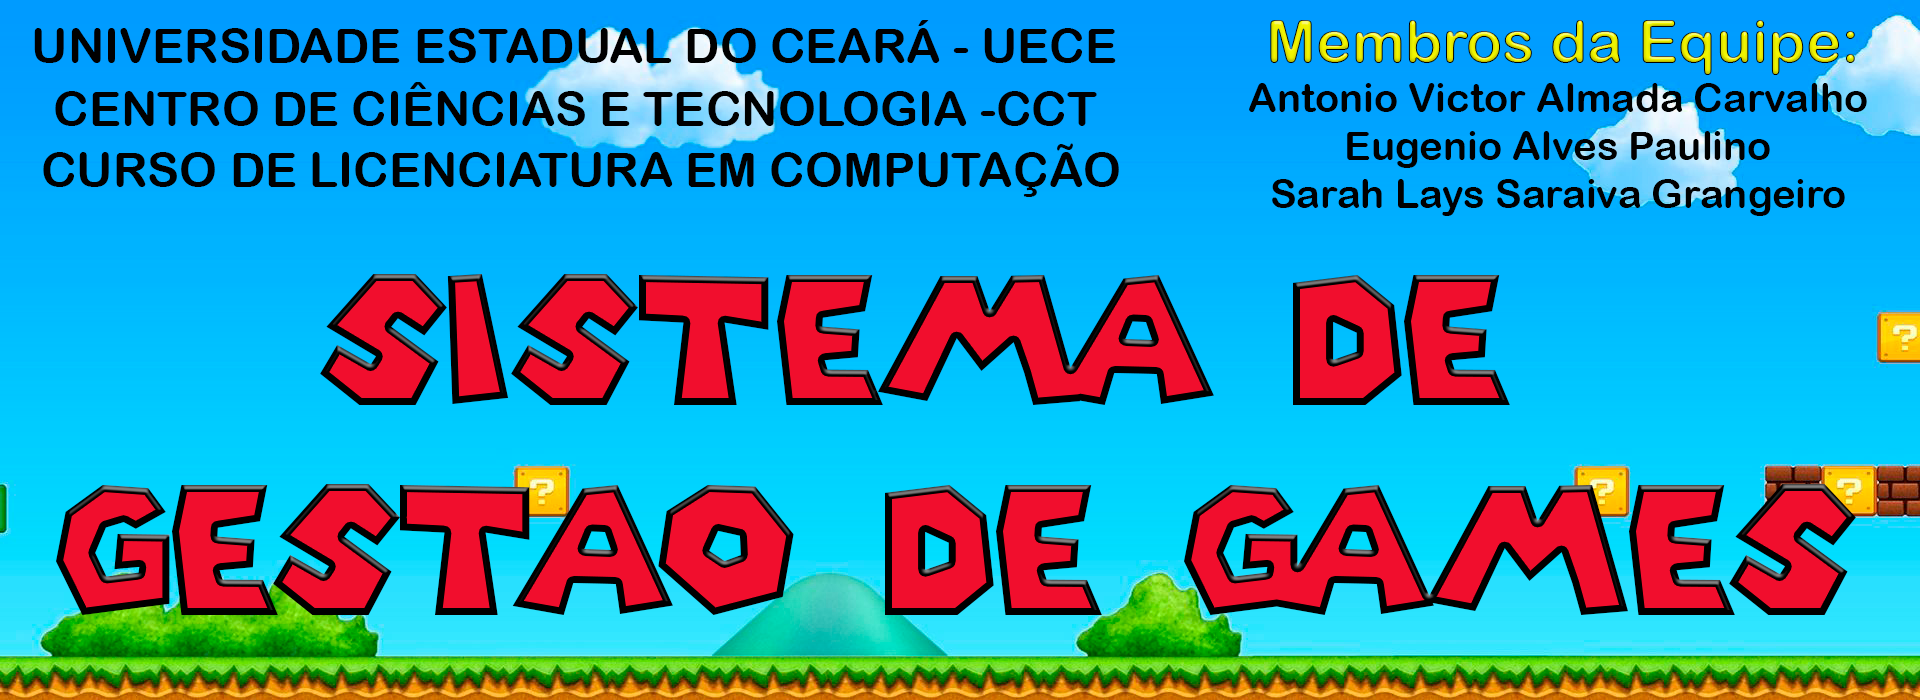 UNIVERSIDADE ESTADUAL DO CEARÁ - UECE
CENTRO DE CIÊNCIAS E TECNOLOGIA -CCT
CURSO DE LICENCIATURA EM COMPUTAÇÃO
Membros da Equipe:
Antonio Victor Almada Carvalho
Eugenio Alves Paulino
Sarah Lays Saraiva Grangeiro
SISTEMA DE
GESTAO DE GAMES
?
?
?
?